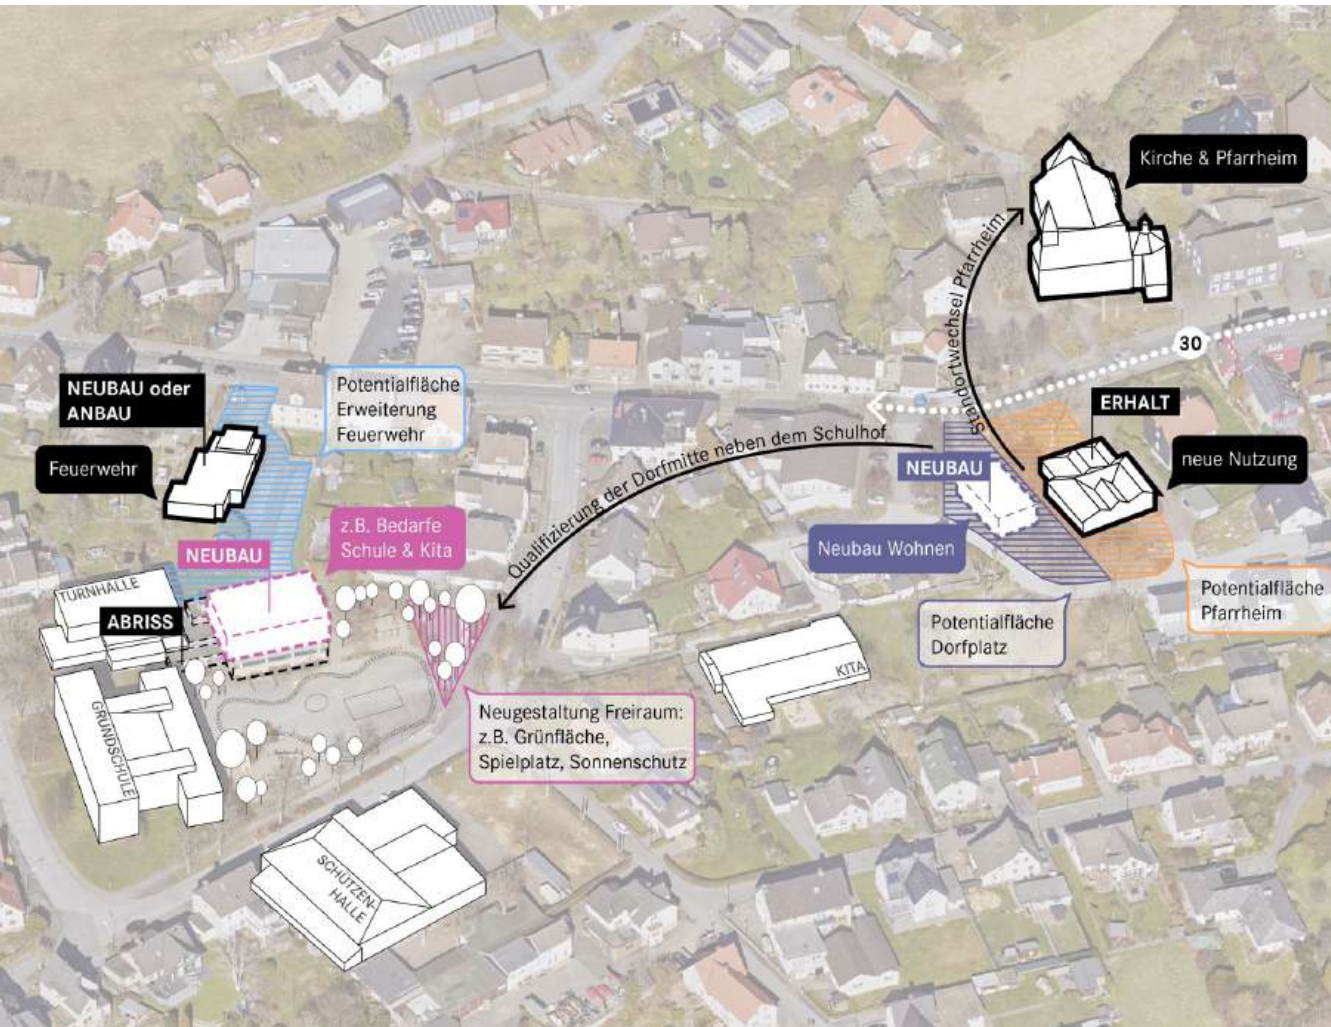 Kirche & Pfarrheim
Standortwechsel Pfarrheim
30
NEUBAU oder
ANBAU
Feuerwehr
Potentialfläche
Erweiterung
Feuerwehr
ERHALT
neue Nutzung
Qualifizierung der Dorfmitte neben dem Schulhof
NEUBAU
Neubau Wohnen
z.B. Bedarfe
Schule & Kita
NEUBAU
TURNHALLE
ABRISS
Potentialfläche
Pfarrheim
Potentialfläche
Dorfplatz
KITA
GRUNDSCHULE
Neugestaltung Freiraum:
z.B. Grünfläche,
Spielplatz, Sonnenschutz
SCHÜTZEN-
HALLE